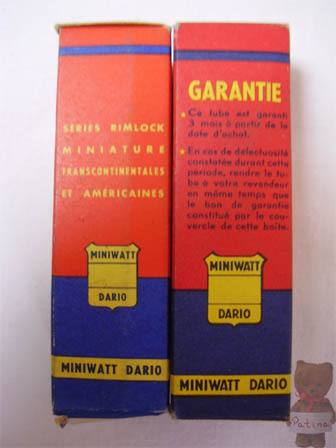 SÉRIES RIMLOCK
MINIATURE
TRANSCONTINENTALES
ET AMÉRICAINES
MINIWATT
DARIO
MINIWATT DARIO
GARANTIE
★ Ce tube est garanti
3 mois à partir de la
date d'achat.
★ En cas de défectuosité
constatée durant cette
période, rendre le tu-
be à votre revendeur
en même temps que
le bon de garantie
constitué par le cou-
vercle de cette boîte.
MINIWATT
DARIO
MINIWATT DARIO
Patina